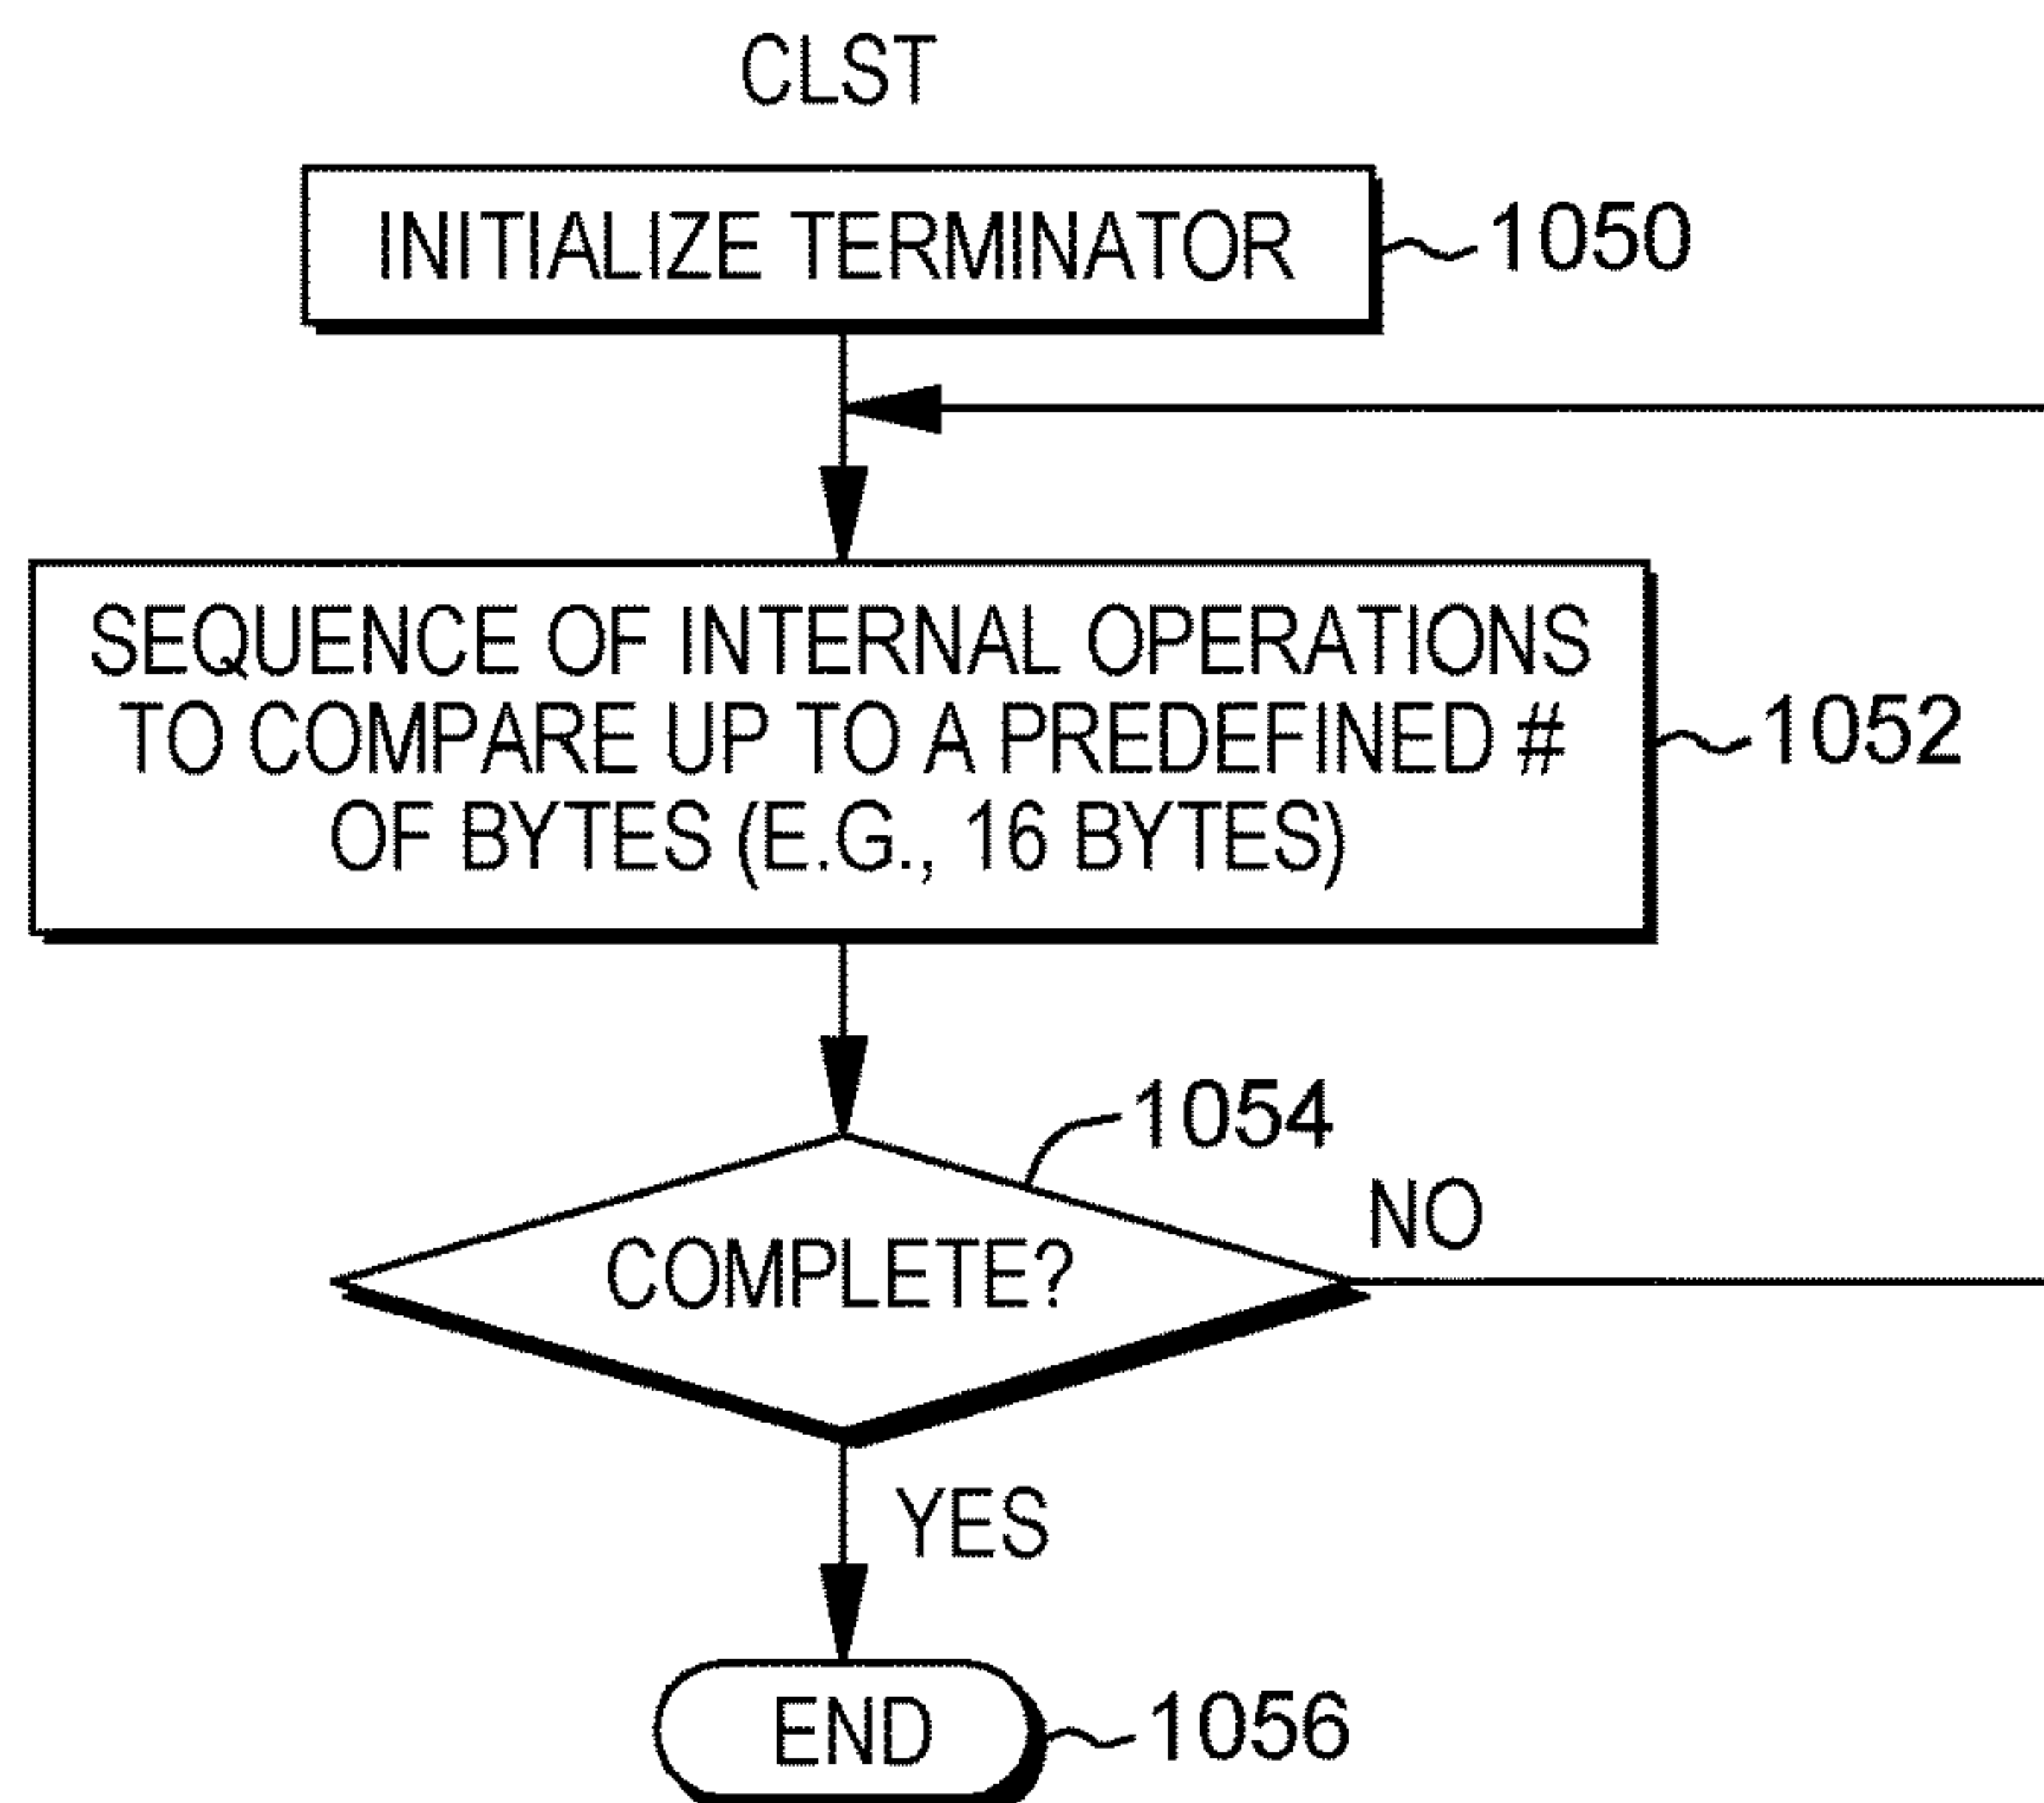 CLST
INITIALIZE TERMINATOR
1050
SEQUENCE OF INTERNAL OPERATIONS
TO COMPARE UP TO A PREDEFINED #
OF BYTES (E.G., 16 BYTES)
1052
1054
COMPLETE?
NO
YES
END
1056